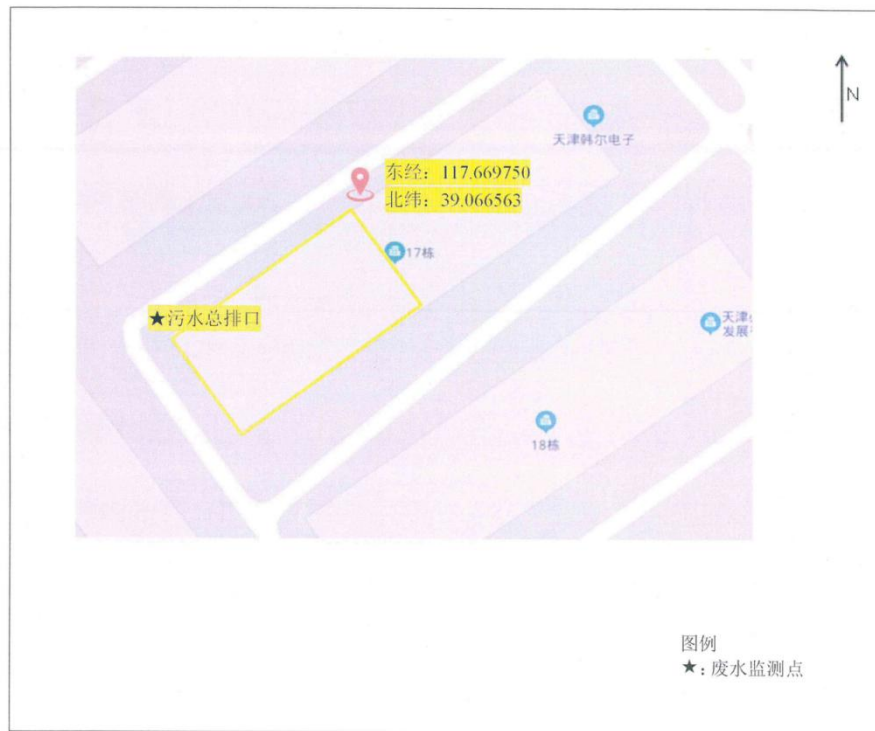 N
天津韩尔电子
东经：117.669750
北纬：39.066563
17栋
★污水总排口
天津
发展
18栋
图例
★：废水监测点